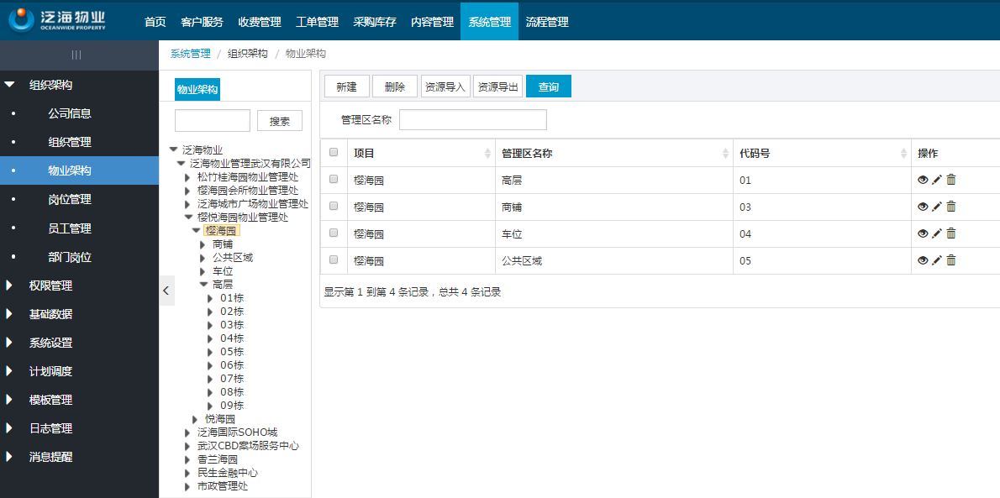 泛海物业
OCEANWIDE PROPERTY
首页 客户服务 收费管理 工单管理 采购库存 内容管理 系统管理 流程管理
系统管理 / 组织架构 / 物业架构
组织架构
公司信息
组织管理
物业架构
岗位管理
员工管理
部门岗位
权限管理
基础数据
系统设置
计划调度
模板管理
日志管理
消息提醒
物业架构
搜索
泛海物业
泛海物业管理武汉有限公司
松竹桂海园物业管理处
樱海园会所物业管理处
泛海城市广场物业管理处
樱悦海园物业管理处
樱海园
商铺
公共区域
车位
高层
01栋
02栋
03栋
04栋
05栋
06栋
07栋
08栋
09栋
悦海园
泛海国际SOHO城
武汉CBD案场服务中心
香兰海园
民生金融中心
市政管理处
新建 删除 资源导入 资源导出 查询
管理区名称
项目 管理区名称 代码号 操作
樱海园 高层 01
樱海园 商铺 03
樱海园 车位 04
樱海园 公共区域 05
显示第 1 到第 4 条记录，总共 4 条记录